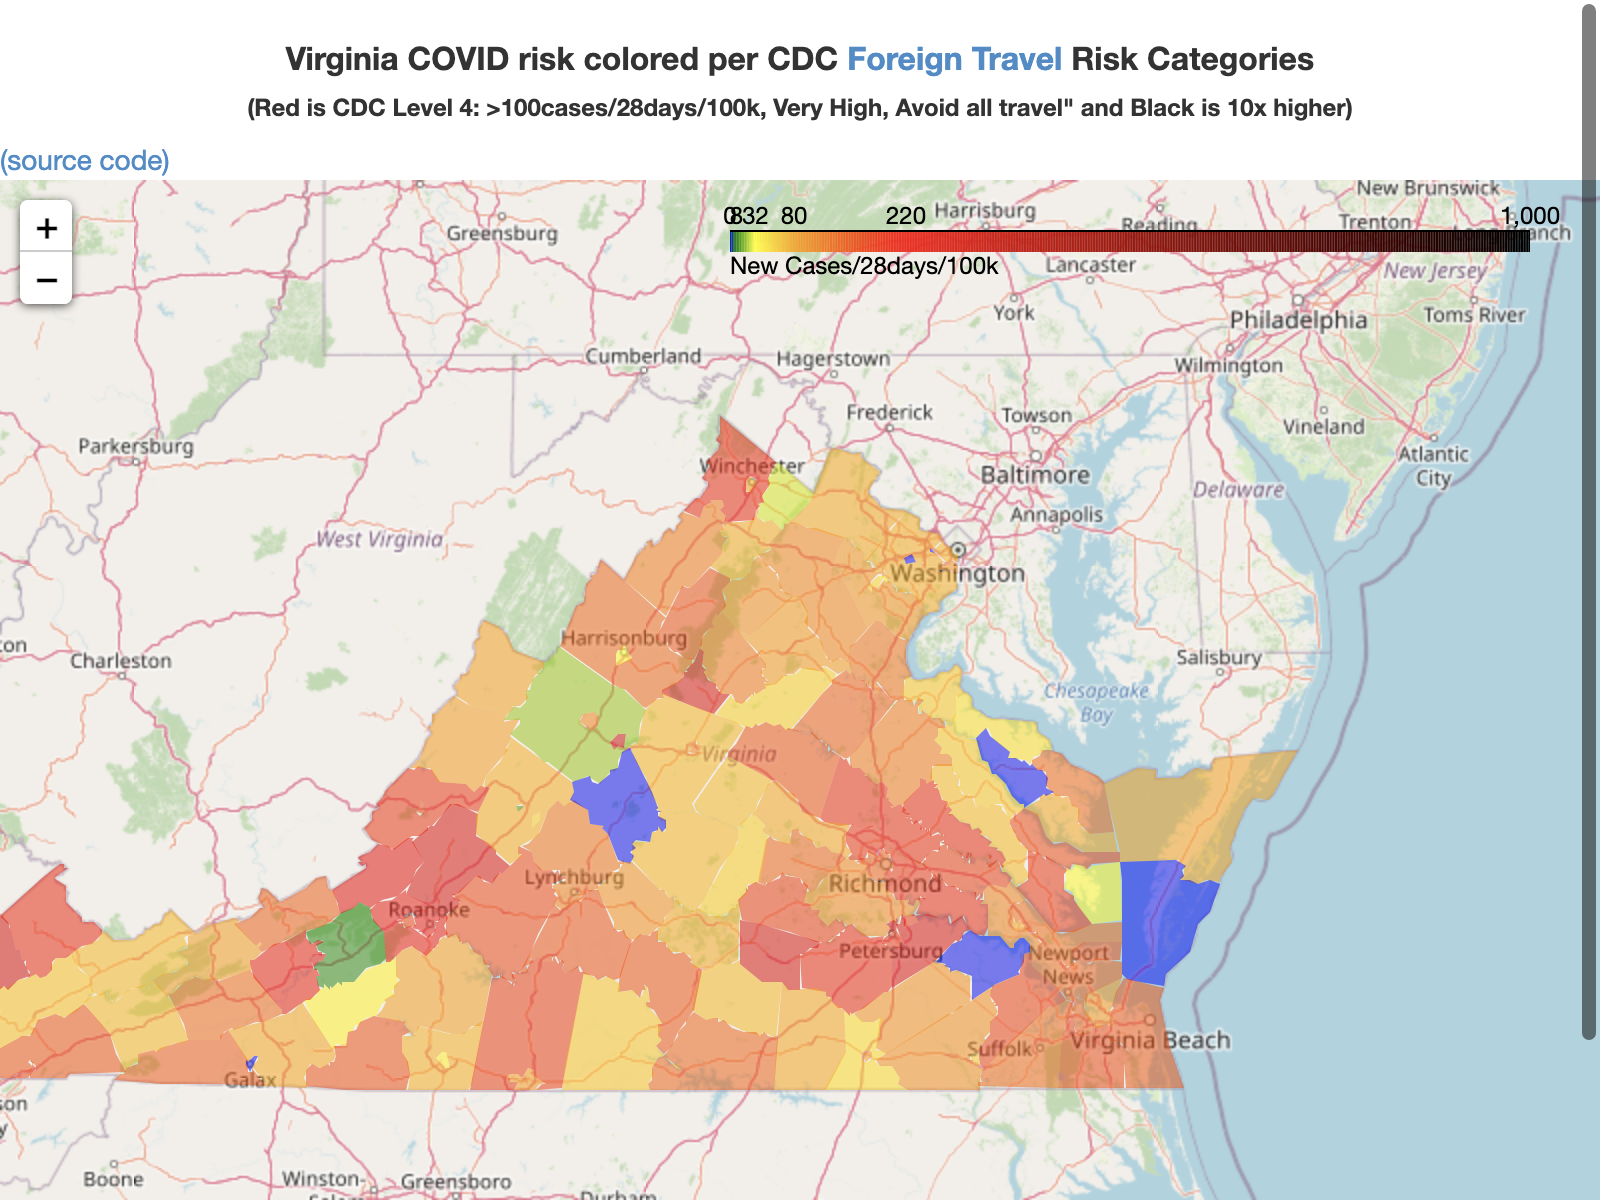 Virginia COVID risk colored per CDC Foreign Travel Risk Categories
(Red is CDC Level 4: >100cases/28days/100k, Very High, Avoid all travel" and Black is 10x higher)
(source code)
+
−
New Brunswick
0 8 32 80 220 1,000
Harrisburg
Reading
Trenton
Greensburg
New Cases/28days/100k
Lancaster
New Jersey
York
Philadelphia
Toms River
Cumberland
Hagerstown
Wilmington
Frederick
Towson
Vineland
Parkersburg
Winchester
Baltimore
Atlantic
City
Delaware
Annapolis
West Virginia
Washington
Harrisonburg
Charleston
Salisbury
Chesapeake
Bay
Virginia
Lynchburg
Richmond
Roanoke
Petersburg
Newport
News
Virginia Beach
Suffolk
Galax
Boone
Winston-
Greensboro
Durham